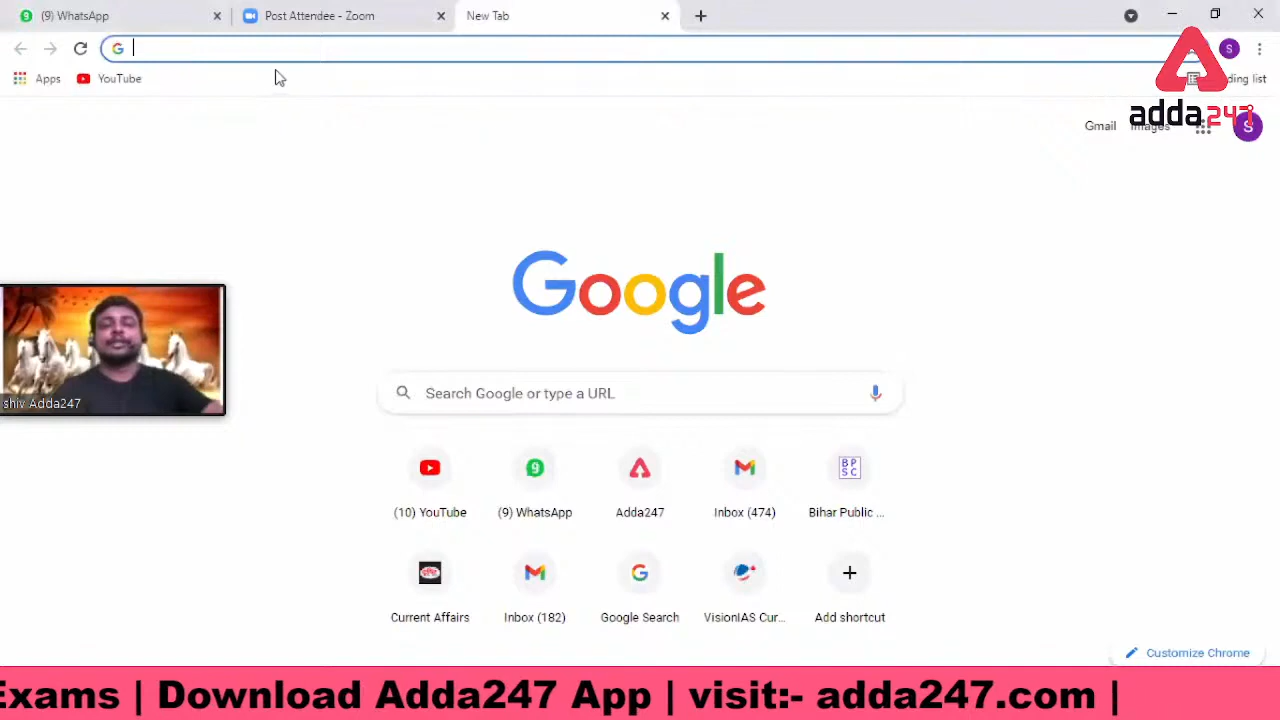 (9) WhatsApp
Post Attendee - Zoom
New Tab
S
Apps
YouTube
ding list
adda247
Gmail
Images
S
Google
shiv Adda247
Search Google or type a URL
(10) YouTube
(9) WhatsApp
Adda247
Inbox (474)
BPSC
Bihar Public ...
Current Affairs
Inbox (182)
Google Search
VisionIAS Cur...
Add shortcut
Customize Chrome
Exams | Download Adda247 App | visit:- adda247.com |